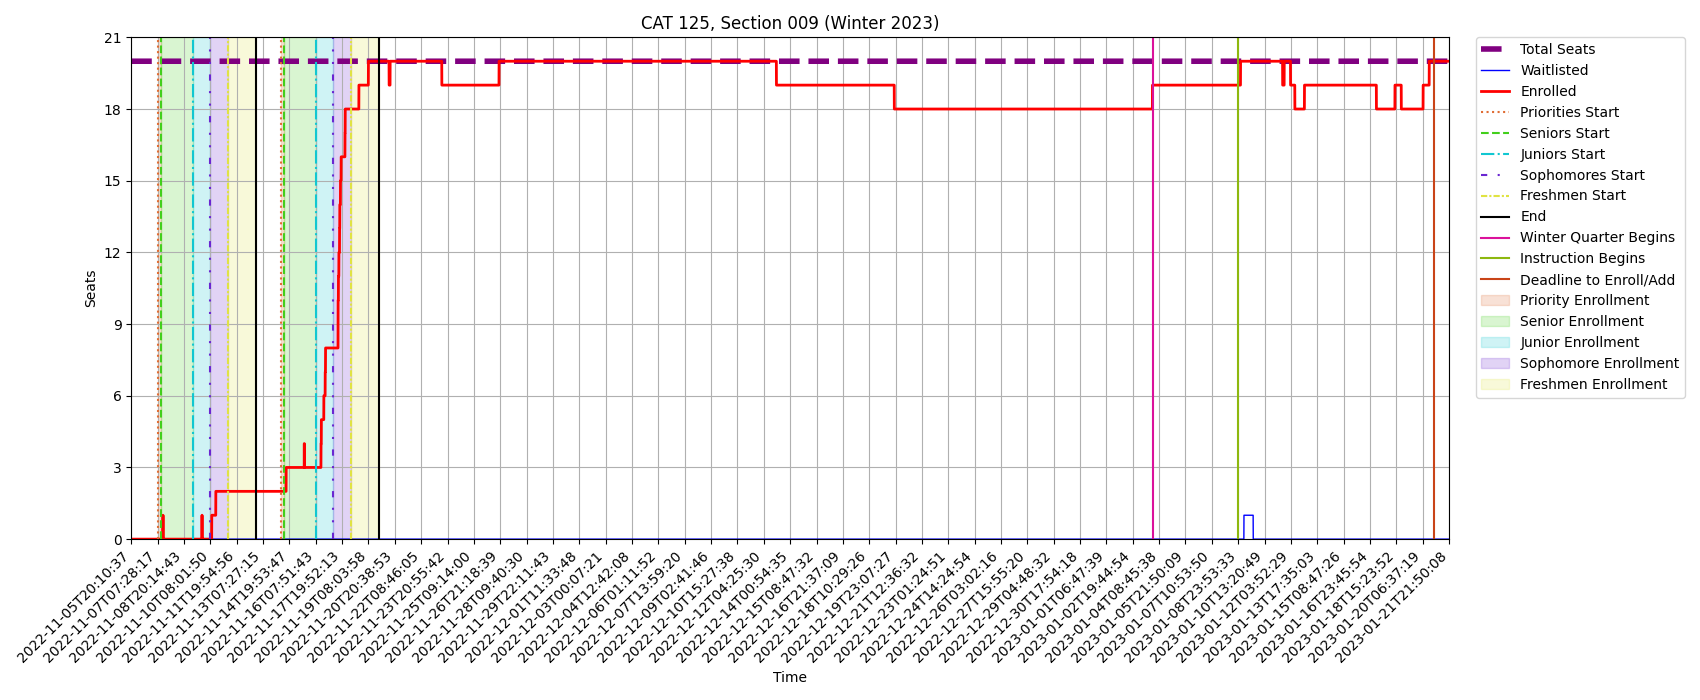 CAT 125, Section 009 (Winter 2023)
21
18
15
12
9
6
3
0
Seats
2022-11-05T20:10:37
2022-11-07T07:28:17
2022-11-08T20:14:43
2022-11-10T08:01:50
2022-11-11T19:54:56
2022-11-13T07:27:15
2022-11-14T19:53:47
2022-11-16T07:51:43
2022-11-17T19:52:13
2022-11-19T08:03:58
2022-11-20T20:38:53
2022-11-22T08:46:05
2022-11-23T20:55:42
2022-11-25T09:14:00
2022-11-26T21:18:39
2022-11-28T09:40:30
2022-11-29T22:11:43
2022-12-01T11:33:48
2022-12-03T00:07:21
2022-12-04T12:42:08
2022-12-06T01:11:52
2022-12-07T13:59:20
2022-12-09T02:41:46
2022-12-10T15:27:38
2022-12-12T04:25:30
2022-12-14T00:54:35
2022-12-15T08:47:32
2022-12-16T21:37:09
2022-12-18T10:29:26
2022-12-19T23:07:27
2022-12-21T12:36:32
2022-12-23T01:24:51
2022-12-24T14:24:54
2022-12-26T03:02:16
2022-12-27T15:55:20
2022-12-29T04:48:32
2022-12-30T17:54:18
2023-01-01T06:47:39
2023-01-02T19:44:54
2023-01-04T08:45:38
2023-01-05T21:50:09
2023-01-07T10:53:50
2023-01-08T23:53:33
2023-01-10T13:20:49
2023-01-12T03:52:29
2023-01-13T17:35:03
2023-01-15T08:47:26
2023-01-16T23:45:54
2023-01-18T15:23:52
2023-01-20T06:37:19
2023-01-21T21:50:08
Time
Total Seats
Waitlisted
Enrolled
Priorities Start
Seniors Start
Juniors Start
Sophomores Start
Freshmen Start
End
Winter Quarter Begins
Instruction Begins
Deadline to Enroll/Add
Priority Enrollment
Senior Enrollment
Junior Enrollment
Sophomore Enrollment
Freshmen Enrollment